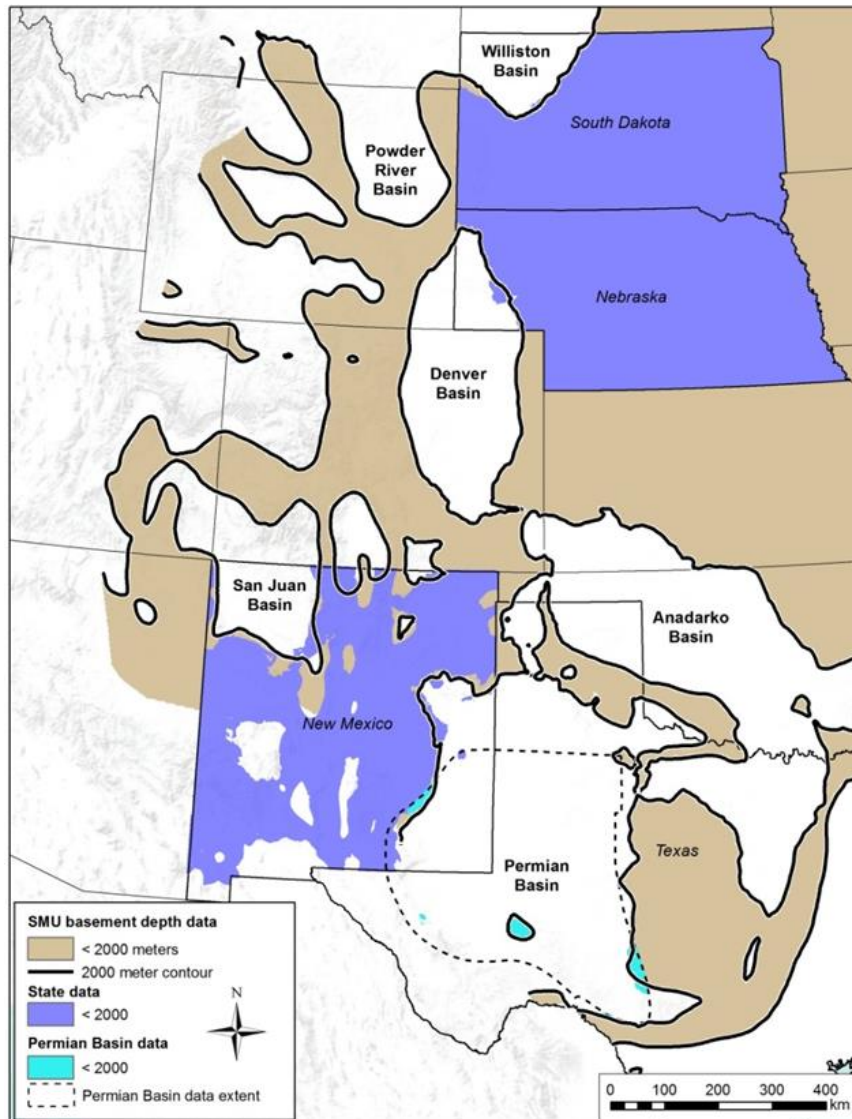 Williston
Basin
South Dakota
Powder
River
Basin
Nebraska
Denver
Basin
San Juan
Basin
Anadarko
Basin
New Mexico
Texas
Permian
Basin
SMU basement depth data
< 2000 meters
2000 meter contour
State data
< 2000
N
Permian Basin data
< 2000
Permian Basin data extent
0 100 200 300 400
km